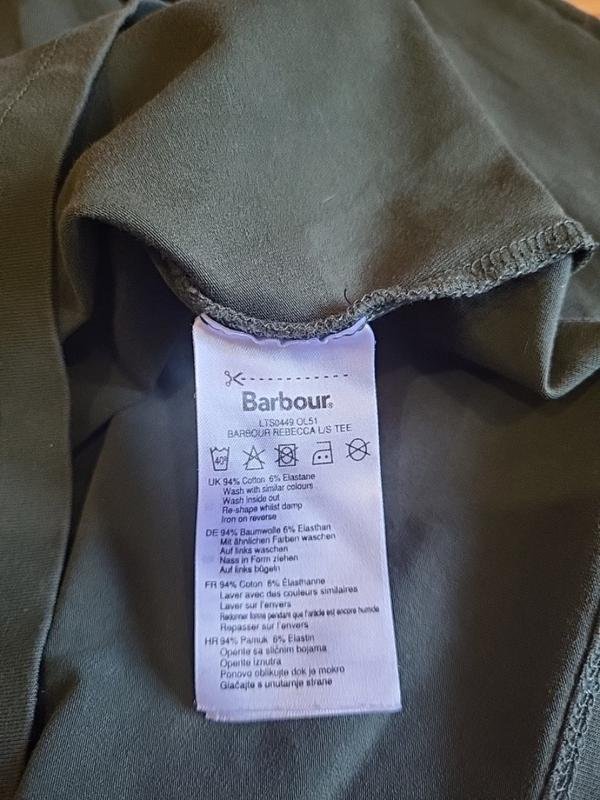 Barbour®
LTS0449 OL51
BARBOUR REBECCA L/S TEE
40°
UK 94% Cotton 6% Elastane
Wash with similar colours
Wash inside out
Re-shape whilst damp
Iron on reverse
DE 94% Baumwolle 6% Elasthan
Mit ähnlichen Farben waschen
Auf links waschen
Nass in Form ziehen
Auf links bügeln
FR 94% Coton 6% Élasthanne
Laver avec des couleurs similaires
Laver sur l'envers
Redonner forme pendant que l'article est encore humide
Repasser sur l'envers
HR 94% Pamuk 6% Elastin
Operite sa sličnim bojama
Operite iznutra
Ponovo oblikujte dok je mokro
Glačajte s unutarnje strane